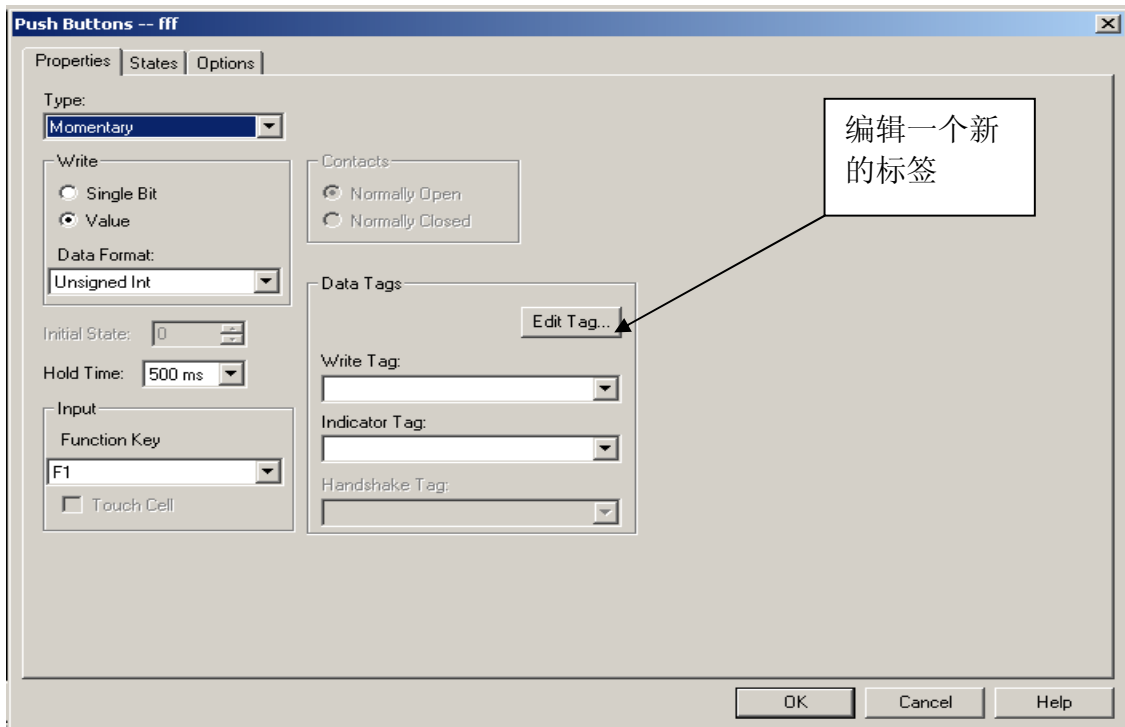 Push Buttons -- fff
Properties States Options
Type:
Momentary
Write
Single Bit
Value
Data Format:
Unsigned Int
Initial State: 0
Hold Time: 500 ms
Input
Function Key
F1
Touch Cell
Contacts
Normally Open
Normally Closed
Data Tags
Edit Tag...
Write Tag:
Indicator Tag:
Handshake Tag:
编辑一个新
的标签
OK Cancel Help